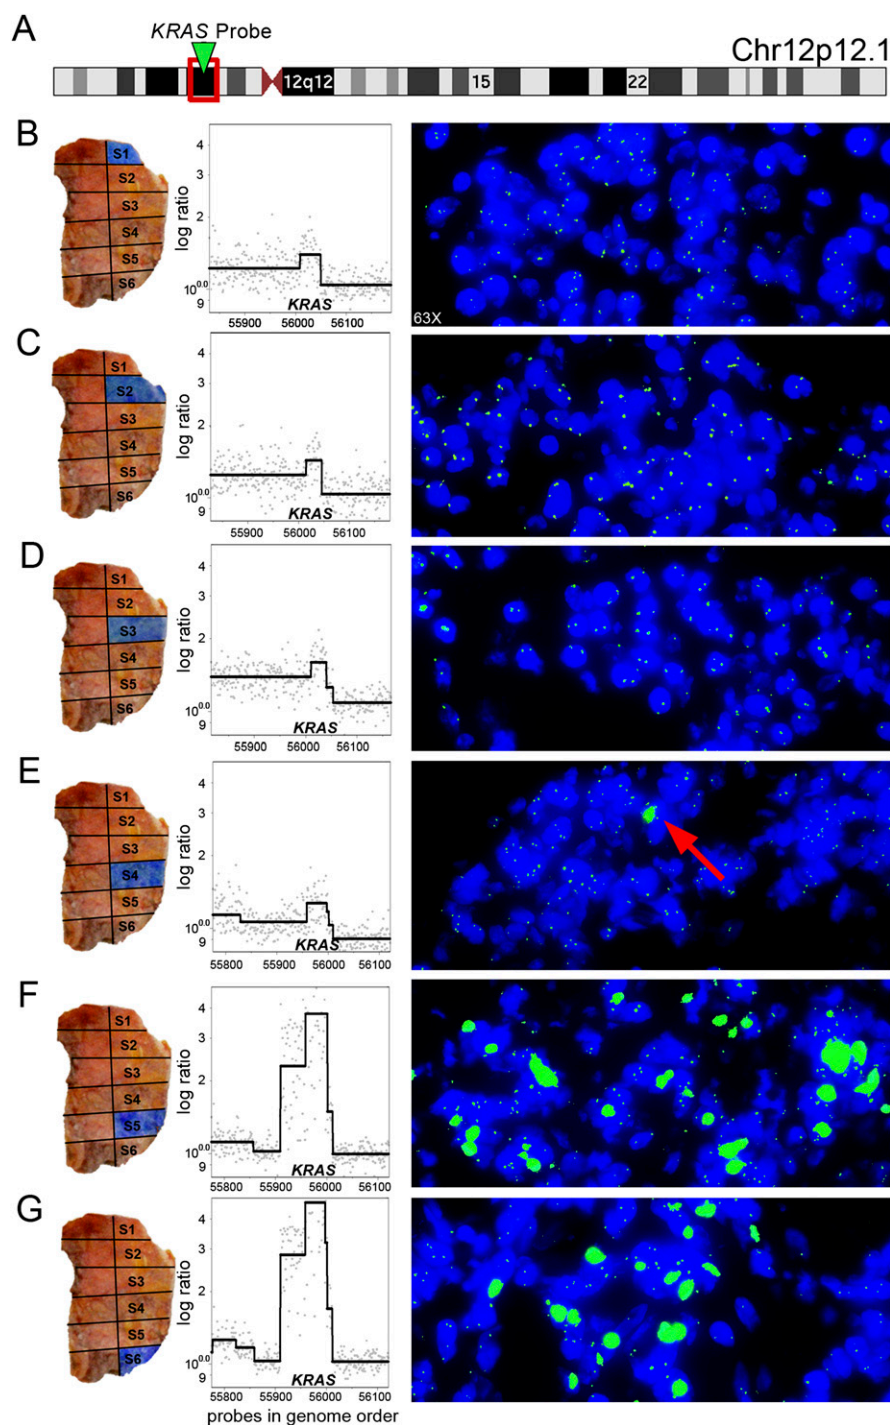 A
KRAS Probe
Chr12p12.1
12q12
15
22
B
S1
S2
S3
S4
S5
S6
log ratio
4
3
2
10^0.0
9
KRAS
55900 56000 56100
63X
C
S1
S2
S3
S4
S5
S6
log ratio
4
3
2
10^0.0
9
KRAS
55900 56000 56100
D
S1
S2
S3
S4
S5
S6
log ratio
4
3
2
10^0.0
9
KRAS
55900 56000 56100
E
S1
S2
S3
S4
S5
S6
log ratio
4
3
2
10^0.0
9
KRAS
55800 55900 56000 56100
F
S1
S2
S3
S4
S5
S6
log ratio
4
3
2
10^0.0
9
KRAS
55800 55900 56000 56100
G
S1
S2
S3
S4
S5
S6
log ratio
4
3
2
10^0.0
9
KRAS
55800 55900 56000 56100
probes in genome order